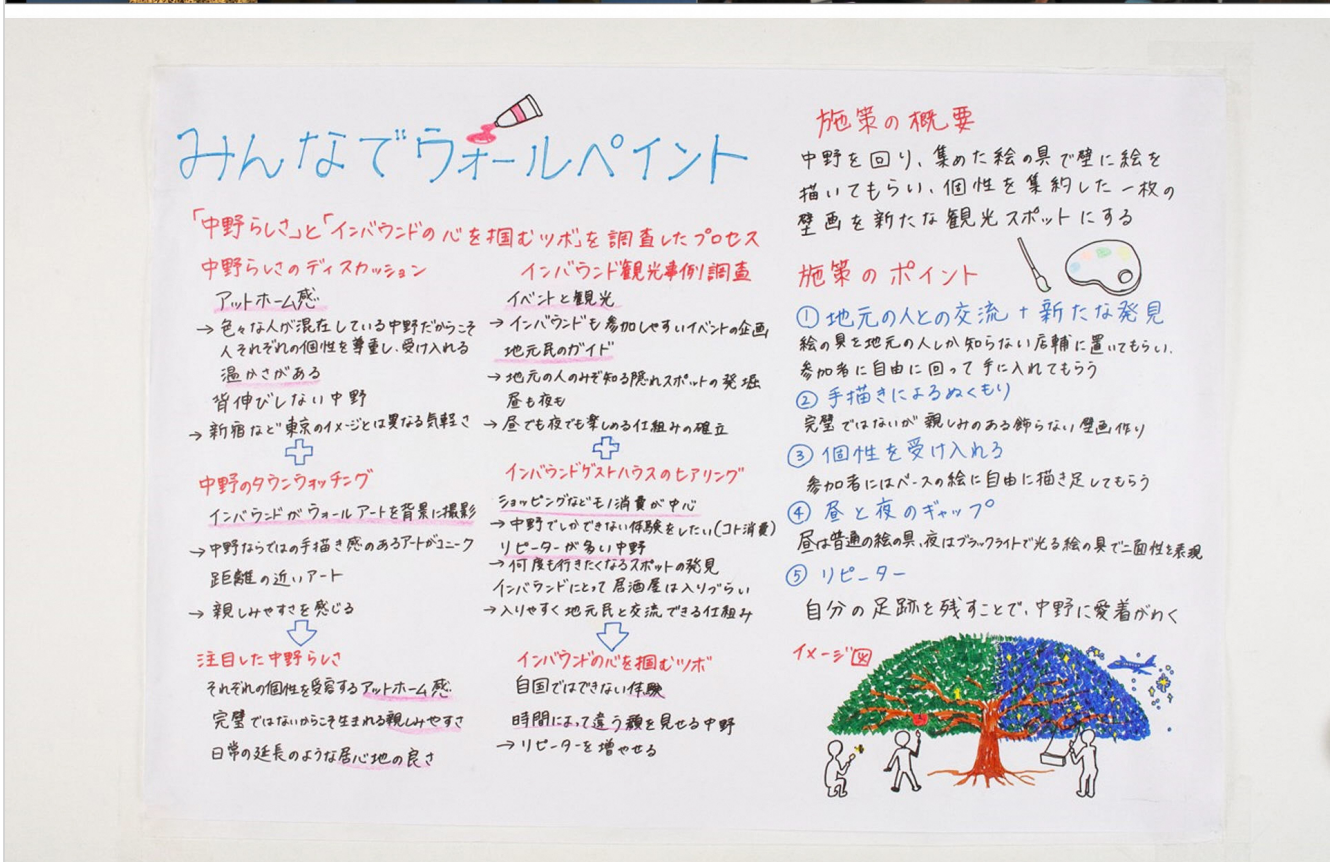 みんなでウォールペイント
「中野らしさ」と「インバウンドの心を掴むツボ」を調査したプロセス
中野らしさのディスカッション
アットホーム感
→ 色々な人が混在している中野だからこそ
人それぞれの個性を尊重し、受け入れる
温かさがある
背伸びしない中野
→ 新宿など東京のイメージとは異なる気軽さ
中野のタウンウォッチング
インバウンドがウォールアートを背景に撮影
→ 中野ならではの手描き感のあるアートがユニーク
距離の近いアート
→ 親しみやすさを感じる
注目した中野らしさ
それぞれの個性を受容するアットホーム感
完璧ではないからこそ生まれる親しみやすさ
日常の延長のような居心地の良さ
インバウンド観光事例調査
イベントと観光
→ インバウンドも参加しやすいイベントの企画
地元民のガイド
→ 地元の人のみぞ知る隠れスポットの発掘
昼も夜も
→ 昼でも夜でも楽しめる仕組みの確立
インバウンドゲストハウスのヒアリング
ショッピングなどモノ消費が中心
→ 中野でしかできない体験をしたい(コト消費)
リピーターが多い中野
→ 何度も行きたくなるスポットの発見
インバウンドにとって居酒屋は入りづらい
→ 入りやすく地元民と交流できる仕組み
インバウンドの心を掴むツボ
自国ではできない体験
時間によって違う顔を見せる中野
→ リピーターを増やせる
施策の概要
中野を回り、集めた絵の具で壁に絵を
描いてもらい、個性を集約した一枚の
壁画を新たな観光スポットにする
施策のポイント
① 地元の人との交流 + 新たな発見
絵の具を地元の人しか知らない店舗に置いてもらい、
参加者に自由に回って手に入れてもらう
② 手描きによるぬくもり
完璧ではないが親しみのある飾らない壁画作り
③ 個性を受け入れる
参加者にはベースの絵に自由に描き足してもらう
④ 昼と夜のギャップ
昼は普通の絵の具、夜はブラックライトで光る絵の具で二面性を表現
⑤ リピーター
自分の足跡を残すことで、中野に愛着がわく
イメージ図